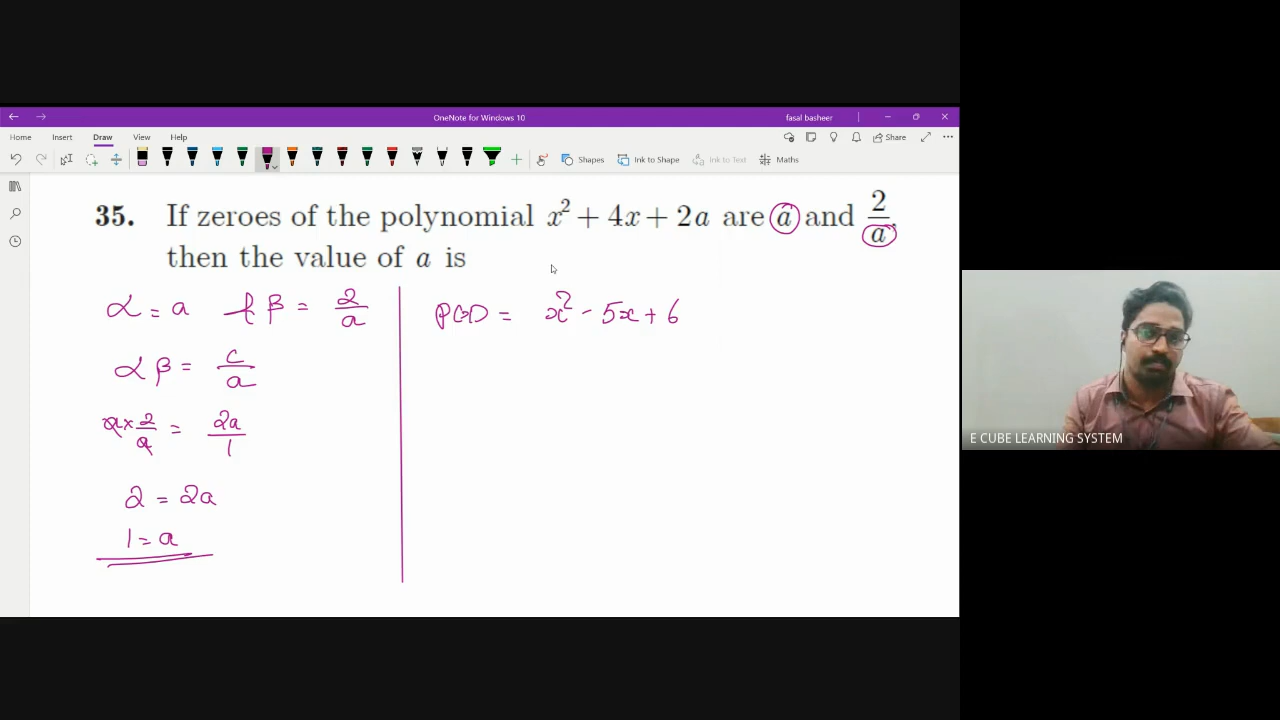 OneNote for Windows 10
fasal basheer
Home Insert Draw View Help
Share
Shapes Ink to Shape Ink to Text Maths
35. If zeroes of the polynomial x² + 4x + 2a are a and 2/a,
then the value of a is
α = a & β = 2/a
αβ = c/a
a × 2/a = 2a/1
2 = 2a
1 = a
P(x) = x² - 5x + 6
E CUBE LEARNING SYSTEM